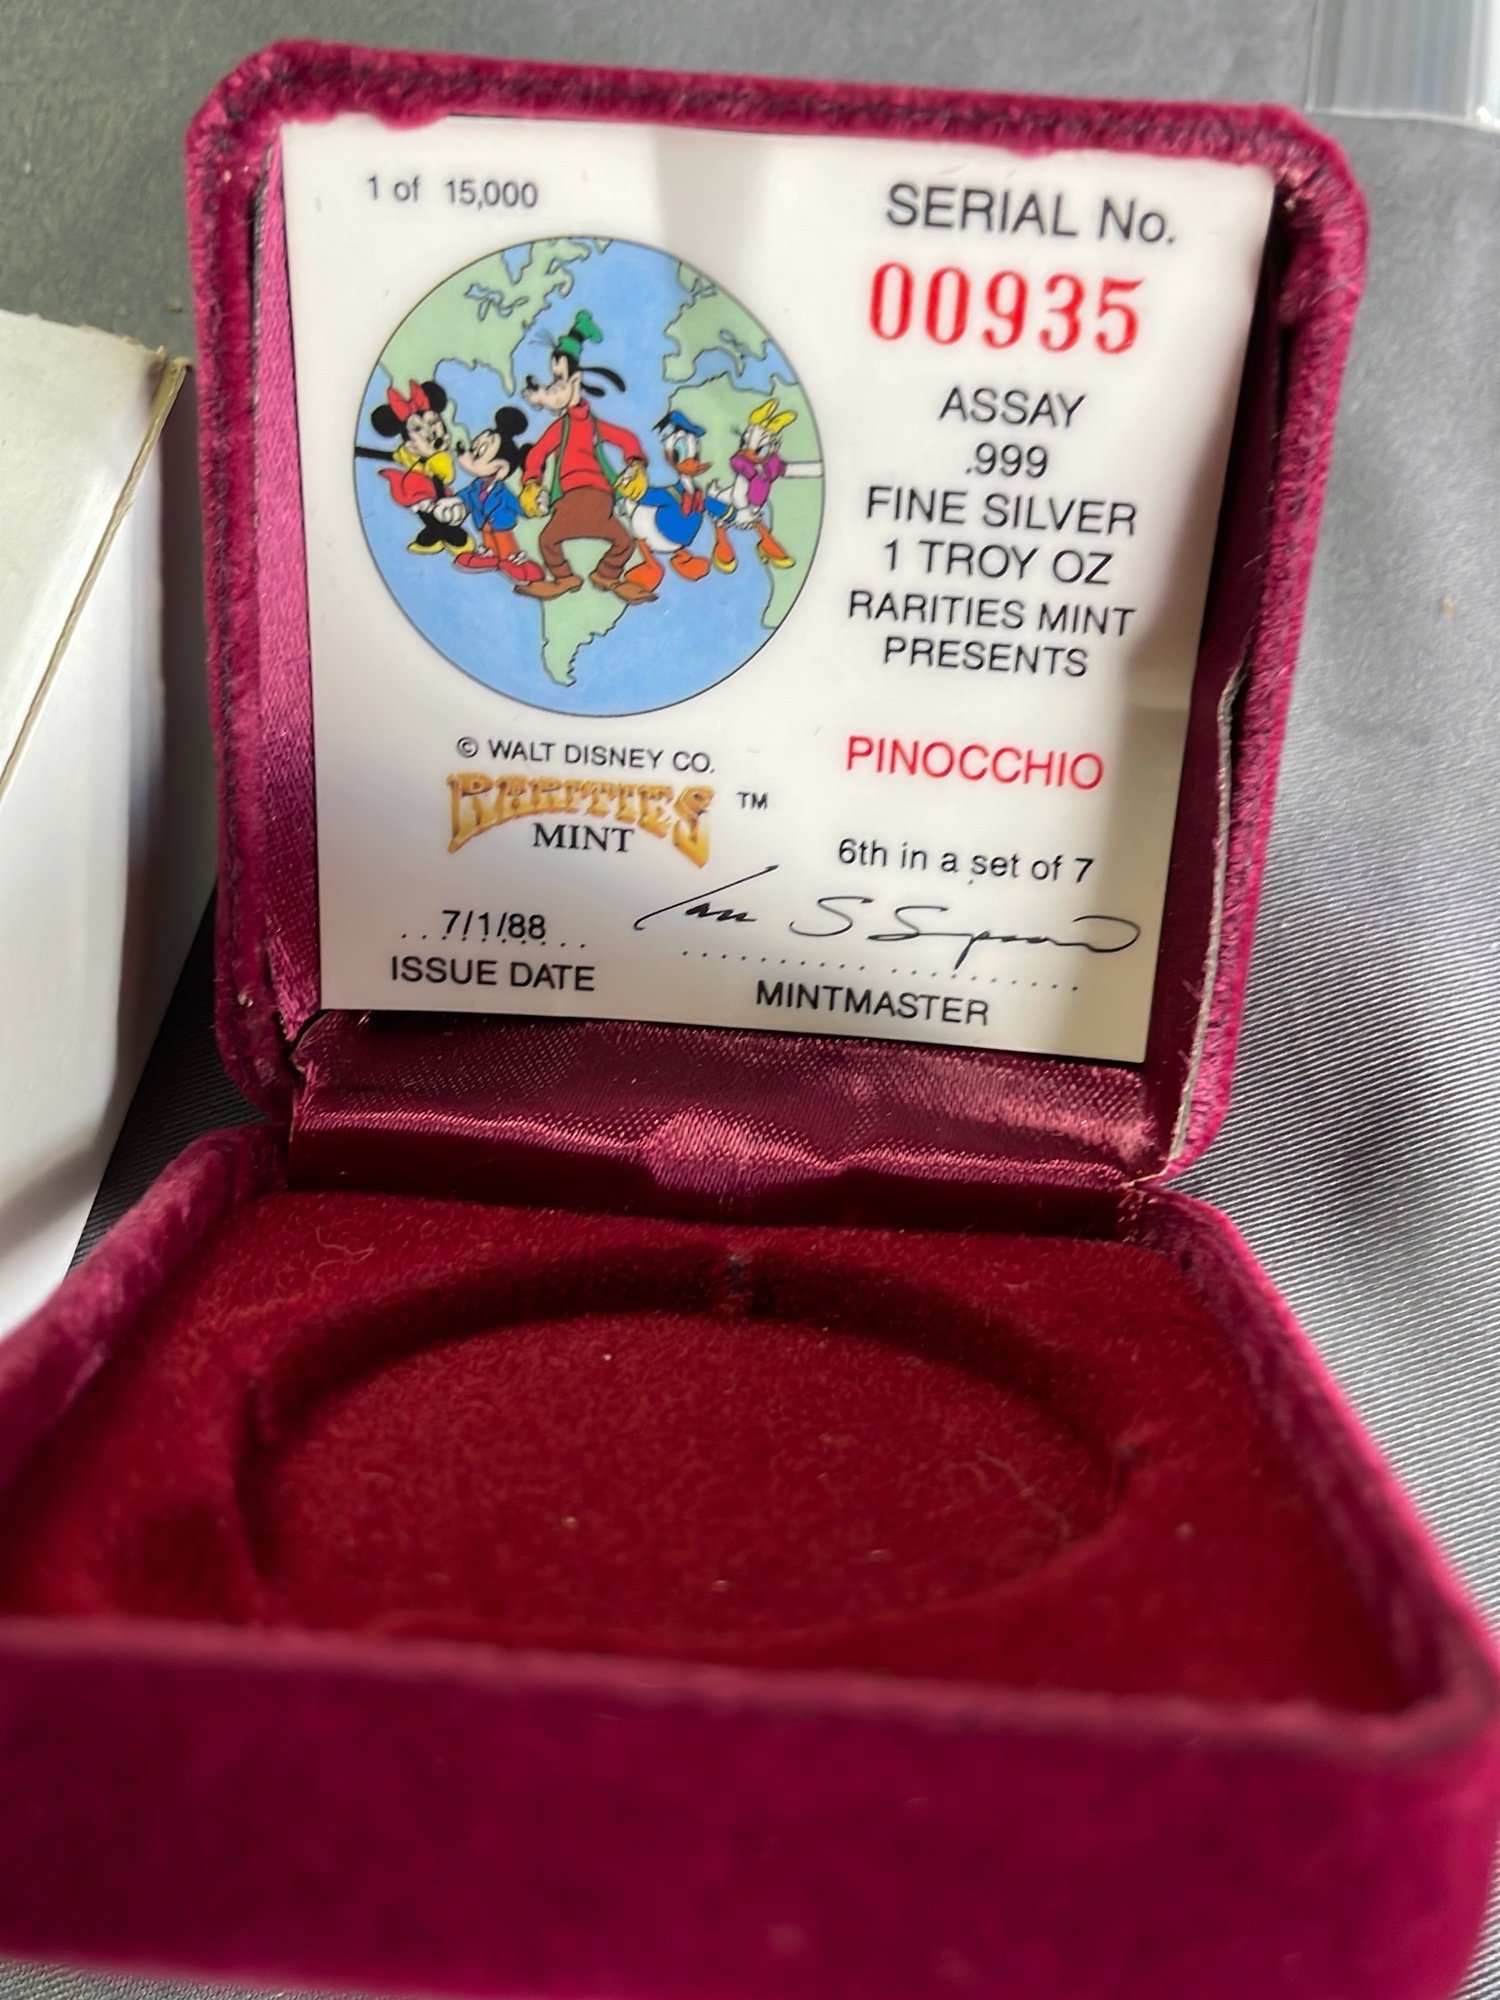 1 of 15,000
SERIAL No.
00935
ASSAY
.999
FINE SILVER
1 TROY OZ
RARITIES MINT
PRESENTS
© WALT DISNEY CO.
RARITIES ™
MINT
PINOCCHIO
6th in a set of 7
7/1/88
ISSUE DATE
MINTMASTER